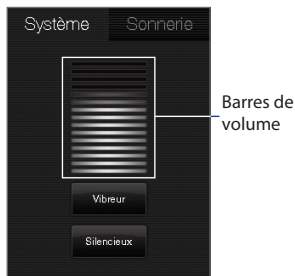 Système
Sonnerie
Barres de
volume
Vibreur
Silencieux